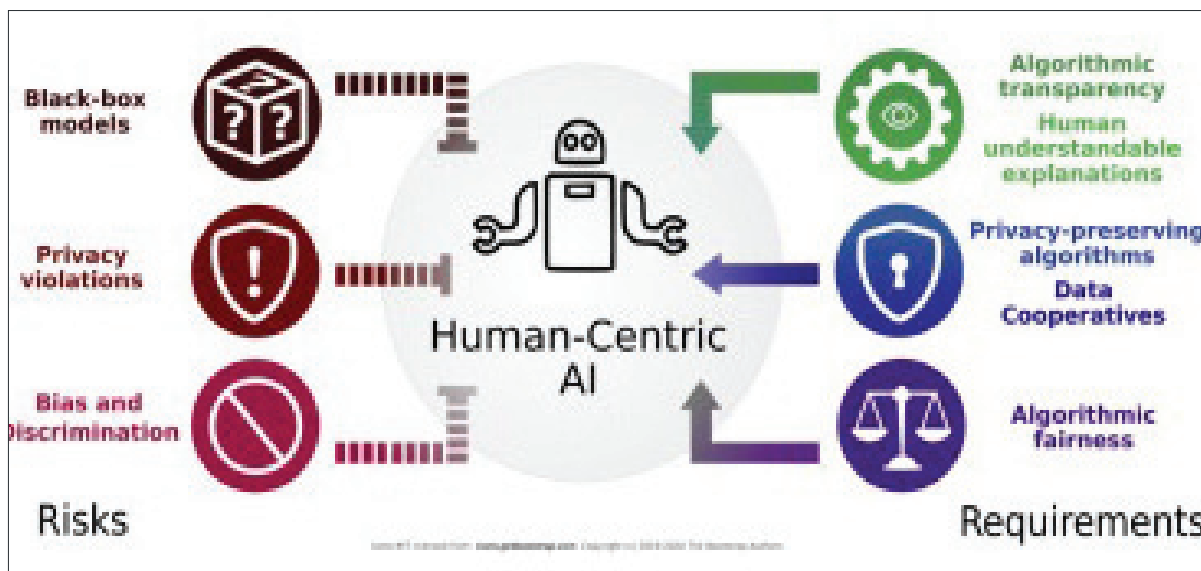 Black-box
models
? ?
Privacy
violations
!
Bias and
Discrimination
Risks
Human-Centric
AI
Algorithmic
transparency
Human
understandable
explanations
Privacy-preserving
algorithms
Data
Cooperatives
Algorithmic
fairness
Requirements